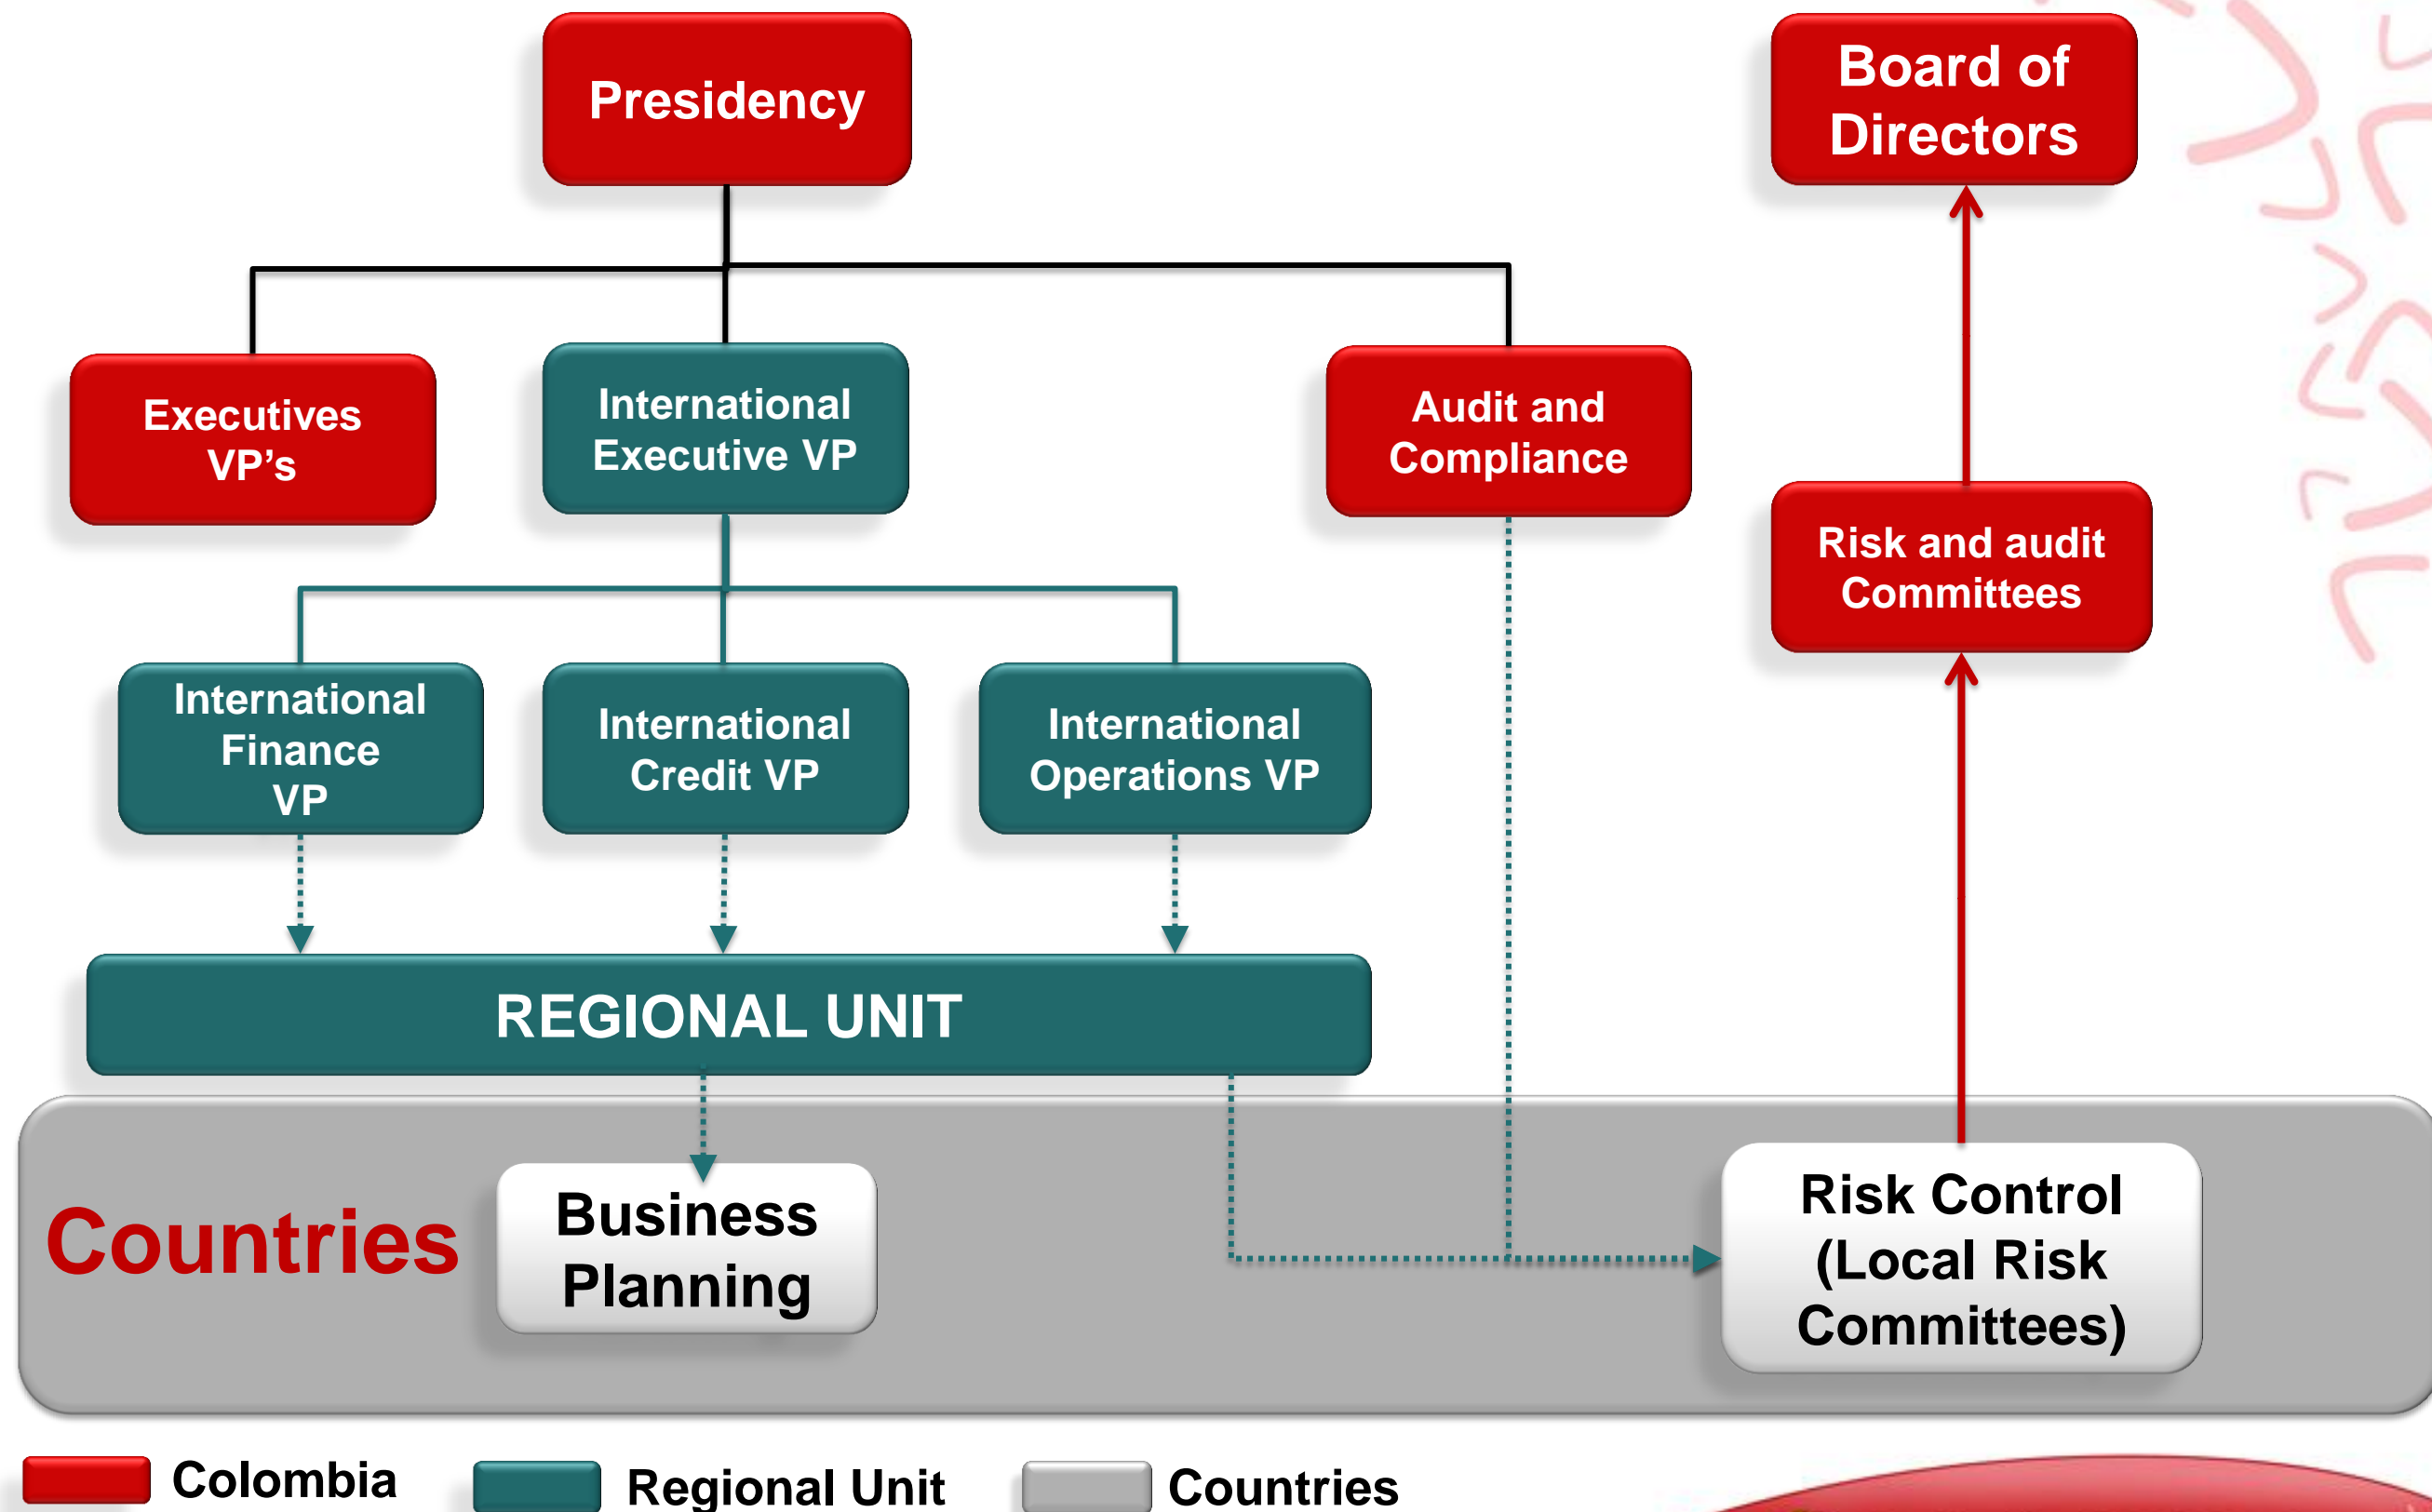 Presidency
Board of
Directors
Executives
VP’s
International
Executive VP
Audit and
Compliance
Risk and audit
Committees
International
Finance
VP
International
Credit VP
International
Operations VP
REGIONAL UNIT
Countries
Business
Planning
Risk Control
(Local Risk
Committees)
Colombia
Regional Unit
Countries